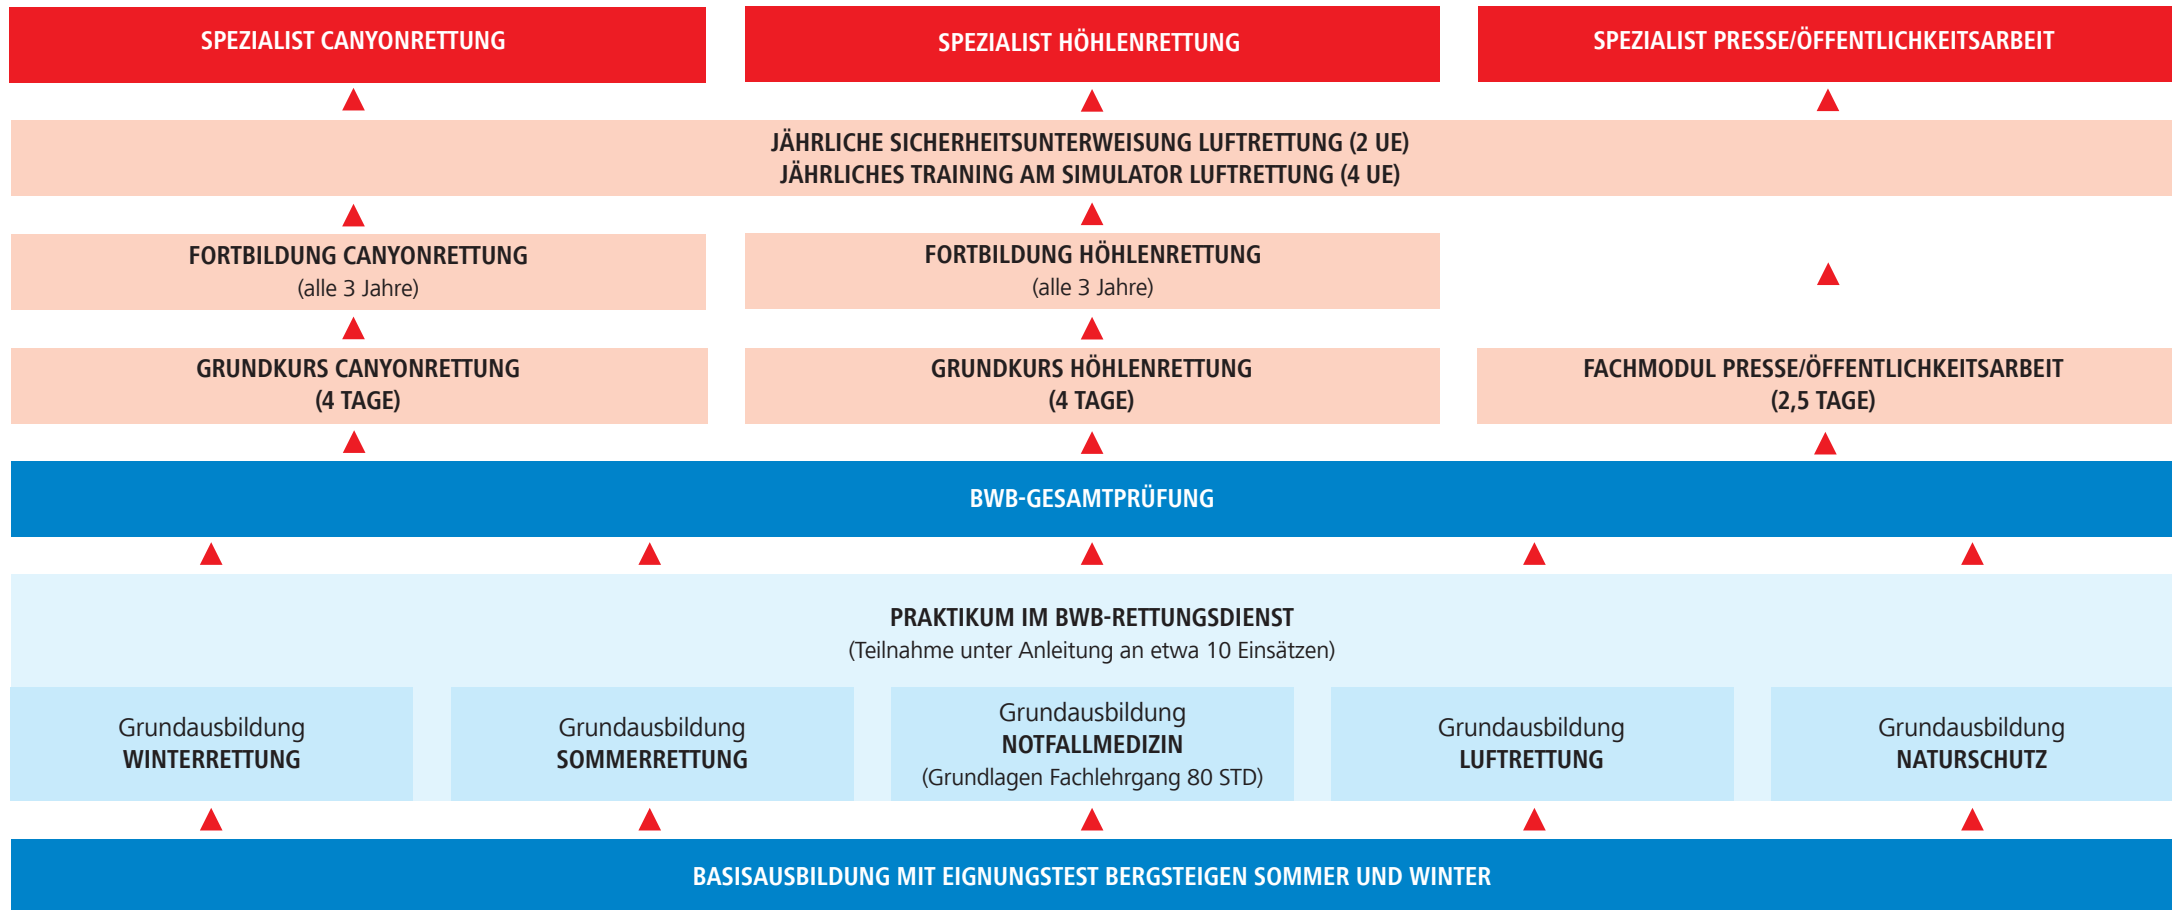 SPEZIALIST CANYONRETTUNG
SPEZIALIST HÖHLENRETTUNG
SPEZIALIST PRESSE/ÖFFENTLICHKEITSARBEIT
JÄHRLICHE SICHERHEITSUNTERWEISUNG LUFTRETTUNG (2 UE)
JÄHRLICHES TRAINING AM SIMULATOR LUFTRETTUNG (4 UE)
FORTBILDUNG CANYONRETTUNG
(alle 3 Jahre)
FORTBILDUNG HÖHLENRETTUNG
(alle 3 Jahre)
GRUNDKURS CANYONRETTUNG
(4 TAGE)
GRUNDKURS HÖHLENRETTUNG
(4 TAGE)
FACHMODUL PRESSE/ÖFFENTLICHKEITSARBEIT
(2,5 TAGE)
BWB-GESAMTPRÜFUNG
PRAKTIKUM IM BWB-RETTUNGSDIENST
(Teilnahme unter Anleitung an etwa 10 Einsätzen)
Grundausbildung
WINTERRETTUNG
Grundausbildung
SOMMERRETTUNG
Grundausbildung
NOTFALLMEDIZIN
(Grundlagen Fachlehrgang 80 STD)
Grundausbildung
LUFTRETTUNG
Grundausbildung
NATURSCHUTZ
BASISAUSBILDUNG MIT EIGNUNGSTEST BERGSTEIGEN SOMMER UND WINTER